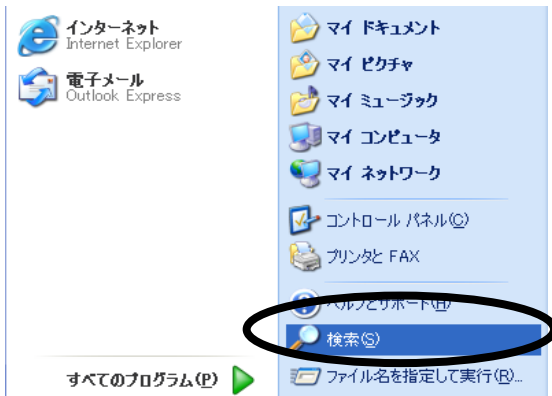 インターネット
Internet Explorer
電子メール
Outlook Express
すべてのプログラム(P)
マイ ドキュメント
マイ ピクチャ
マイ ミュージック
マイ コンピュータ
マイ ネットワーク
コントロール パネル(C)
プリンタと FAX
ヘルプとサポート(H)
検索(S)
ファイル名を指定して実行(R)...